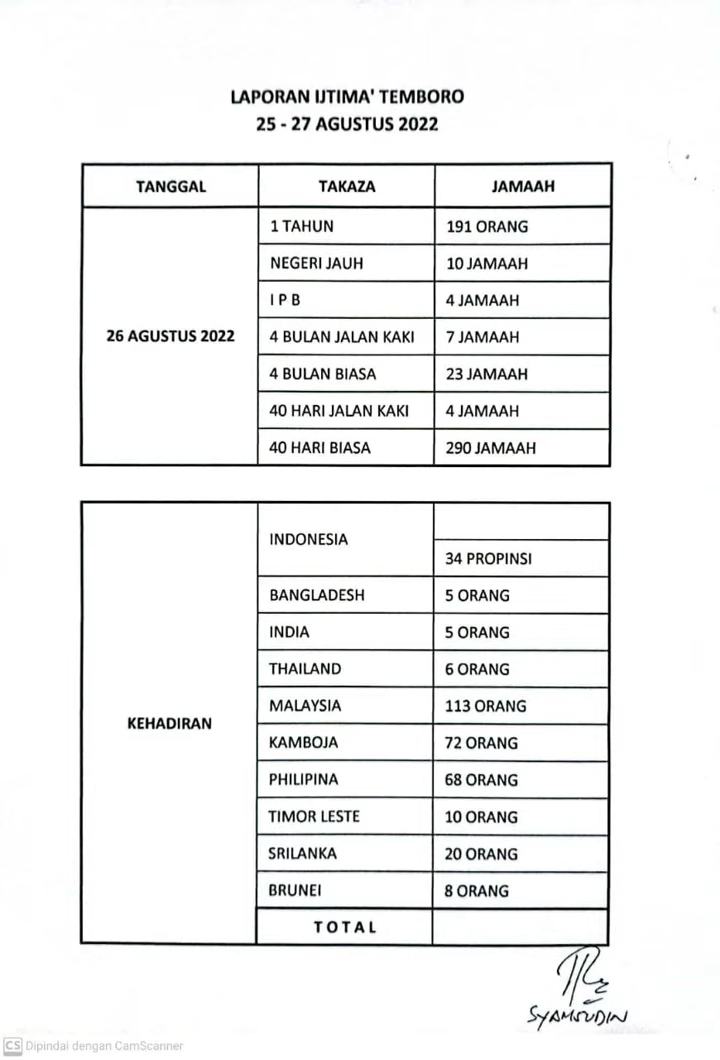 LAPORAN IJTIMA' TEMBORO
25 - 27 AGUSTUS 2022
TANGGAL TAKAZA JAMAAH
26 AGUSTUS 2022
1 TAHUN 191 ORANG
NEGERI JAUH 10 JAMAAH
I P B 4 JAMAAH
4 BULAN JALAN KAKI 7 JAMAAH
4 BULAN BIASA 23 JAMAAH
40 HARI JALAN KAKI 4 JAMAAH
40 HARI BIASA 290 JAMAAH
KEHADIRAN
INDONESIA
34 PROPINSI
BANGLADESH 5 ORANG
INDIA 5 ORANG
THAILAND 6 ORANG
MALAYSIA 113 ORANG
KAMBOJA 72 ORANG
PHILIPINA 68 ORANG
TIMOR LESTE 10 ORANG
SRILANKA 20 ORANG
BRUNEI 8 ORANG
T O T A L
SYAMSUDIN
CS Dipindai dengan CamScanner